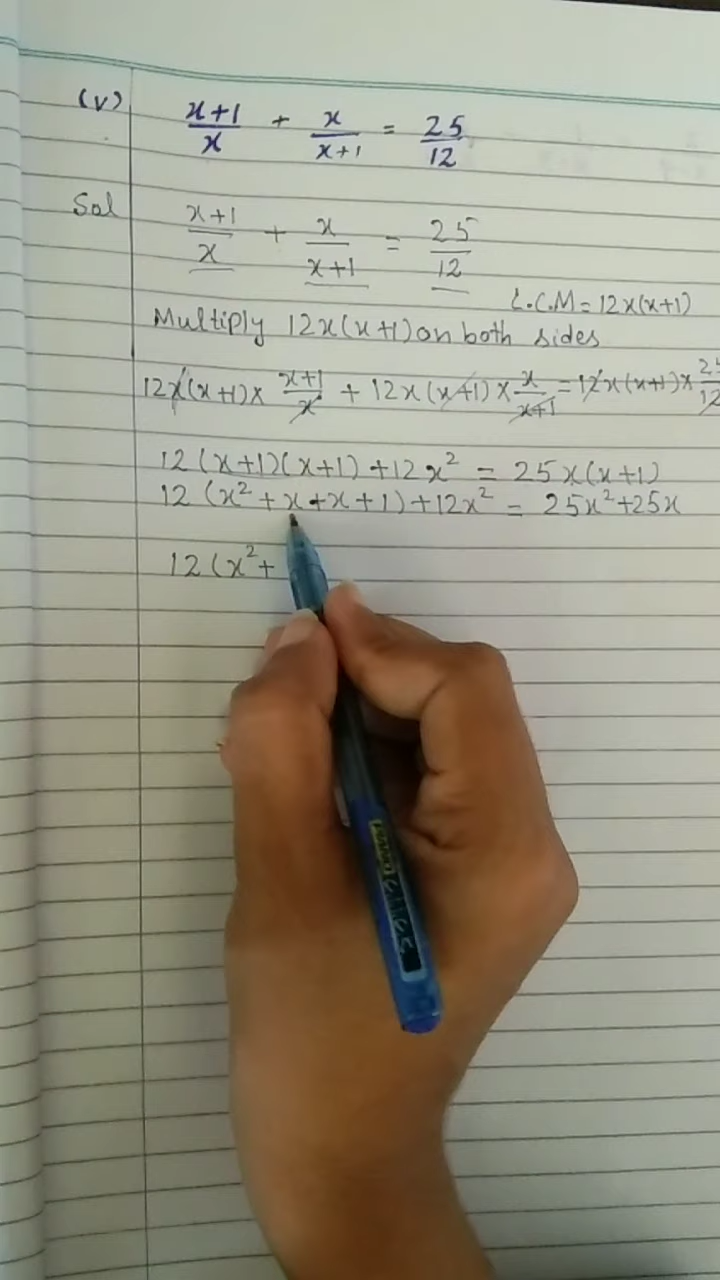 (v) x+1/x + x/x+1 = 25/12
Sol x+1/x + x/x+1 = 25/12
L.C.M = 12x(x+1)
Multiply 12x(x+1) on both sides
12x(x+1) × x+1/x + 12x(x+1) × x/x+1 = 12x(x+1) × 25/12
12(x+1)(x+1) + 12x² = 25x(x+1)
12(x² + x + x + 1) + 12x² = 25x² + 25x
12(x² +